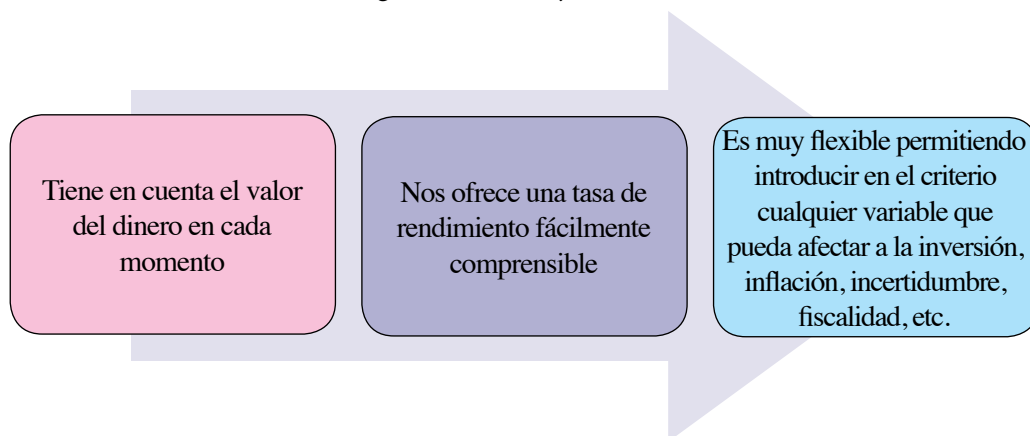 Tiene en cuenta el valor
del dinero en cada
momento
Nos ofrece una tasa de
rendimiento fácilmente
comprensible
Es muy flexible permitiendo
introducir en el criterio
cualquier variable que
pueda afectar a la inversión,
inflación, incertidumbre,
fiscalidad, etc.